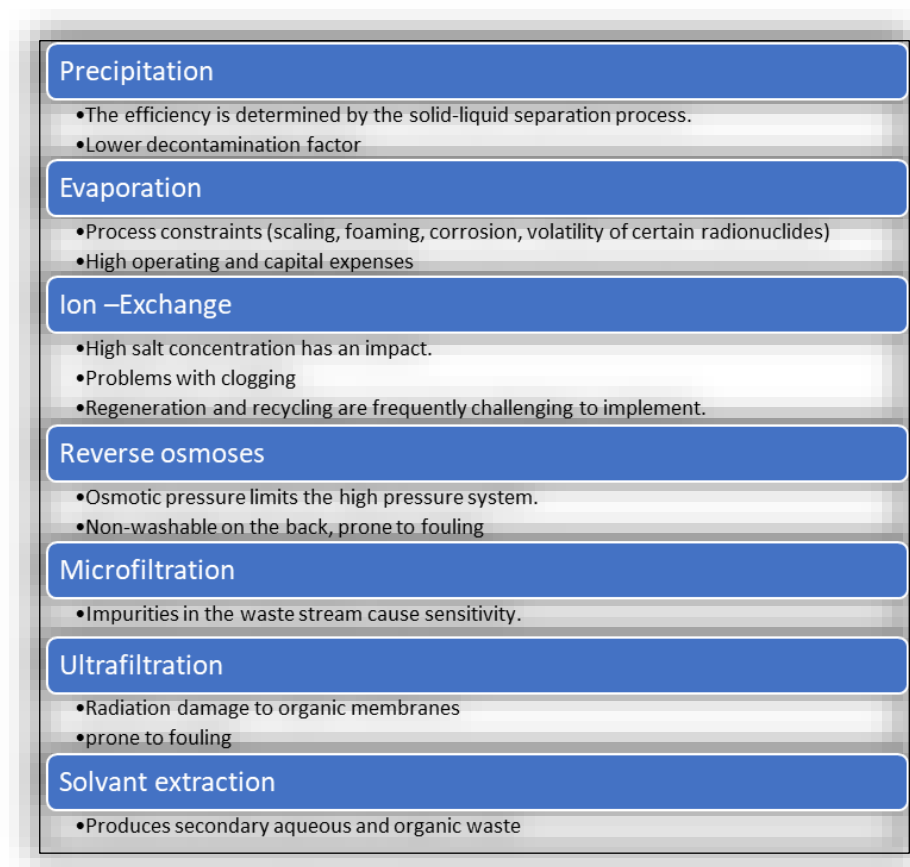 Precipitation
•The efficiency is determined by the solid-liquid separation process.
•Lower decontamination factor
Evaporation
•Process constraints (scaling, foaming, corrosion, volatility of certain radionuclides)
•High operating and capital expenses
Ion –Exchange
•High salt concentration has an impact.
•Problems with clogging
•Regeneration and recycling are frequently challenging to implement.
Reverse osmoses
•Osmotic pressure limits the high pressure system.
•Non-washable on the back, prone to fouling
Microfiltration
•Impurities in the waste stream cause sensitivity.
Ultrafiltration
•Radiation damage to organic membranes
•prone to fouling
Solvant extraction
•Produces secondary aqueous and organic waste